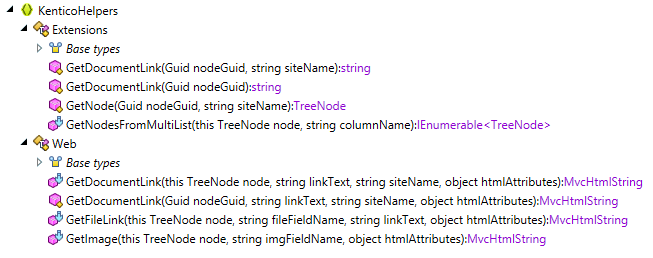 KenticoHelpers
Extensions
Base types
GetDocumentLink(Guid nodeGuid, string siteName):string
GetDocumentLink(Guid nodeGuid):string
GetNode(Guid nodeGuid, string siteName):TreeNode
GetNodesFromMultiList(this TreeNode node, string columnName):IEnumerable<TreeNode>
Web
Base types
GetDocumentLink(this TreeNode node, string linkText, string siteName, object htmlAttributes):MvcHtmlString
GetDocumentLink(Guid nodeGuid, string linkText, string siteName, object htmlAttributes):MvcHtmlString
GetFileLink(this TreeNode node, string fileFieldName, string linkText, object htmlAttributes):MvcHtmlString
GetImage(this TreeNode node, string imgFieldName, object htmlAttributes):MvcHtmlString